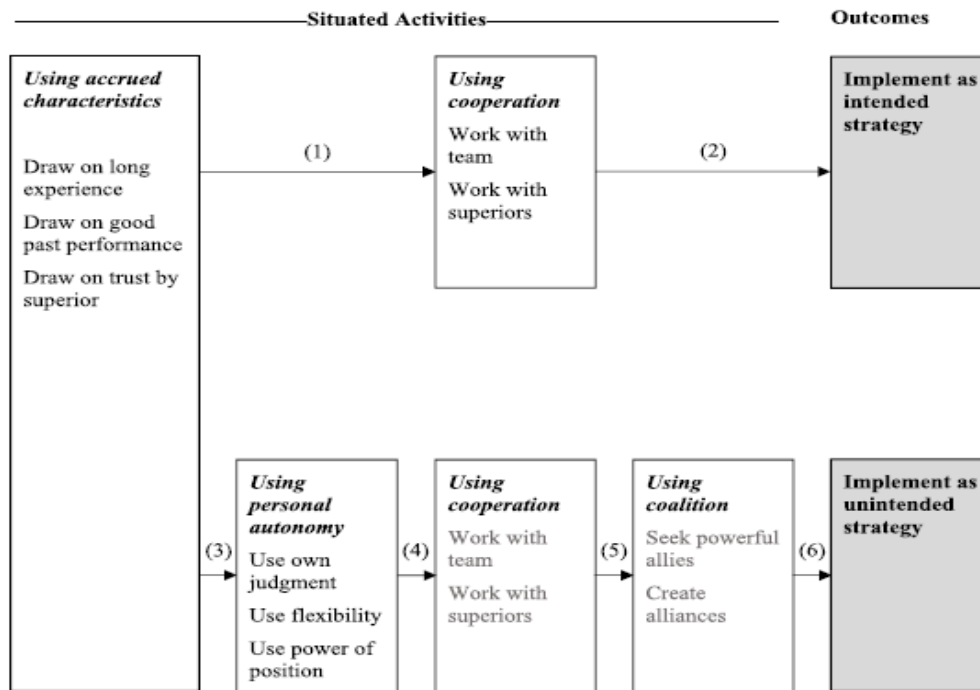 Situated Activities
Outcomes
Using accrued
characteristics
Draw on long
experience
Draw on good
past performance
Draw on trust by
superior
(1)
Using
cooperation
Work with
team
Work with
superiors
(2)
Implement as
intended
strategy
(3)
Using
personal
autonomy
Use own
judgment
Use flexibility
Use power of
position
(4)
Using
cooperation
Work with
team
Work with
superiors
(5)
Using
coalition
Seek powerful
allies
Create
alliances
(6)
Implement as
unintended
strategy